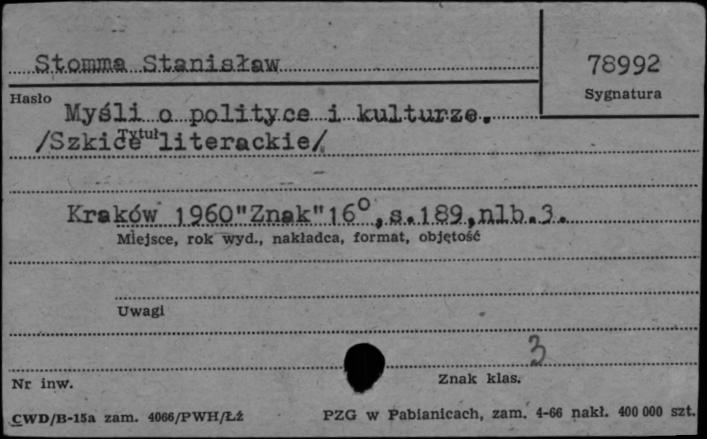 Stomma Stanisław
78992
Hasło
Sygnatura
Myśli o polityce i kulturze.
Tytuł
/Szkice literackie/
Kraków 1960"Znak"16°,s.189,nlb.3.
Miejsce, rok wyd., nakładca, format, objętość
Uwagi
3
Nr inw.
Znak klas.
CWD/B-15a zam. 4066/PWH/Łź
PZG w Pabianicach, zam. 4-66 nakł. 400 000 szt.